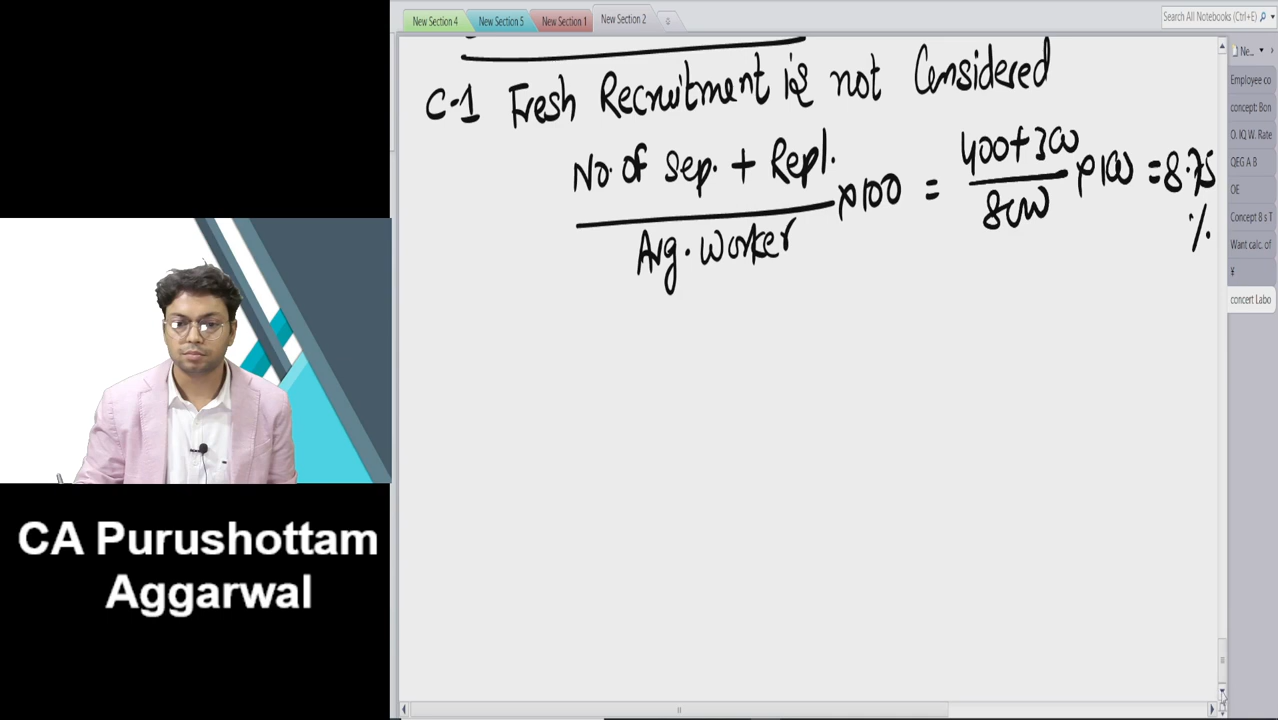 New Section 4 New Section 5 New Section 1 New Section 2
Search All Notebooks (Ctrl+E)
Ne...
Employee co
concept: Bon
O. IQ W. Rate
QEG A B
OE
Concept 8 s T
Want calc. of
¥
concert Labo
C-1 Fresh Recruitment is not Considered
No. of Sep. + Repl. / Avg. Worker × 100 = 400+300 / 8000 × 100 = 8.75 %.
CA Purushottam
Aggarwal